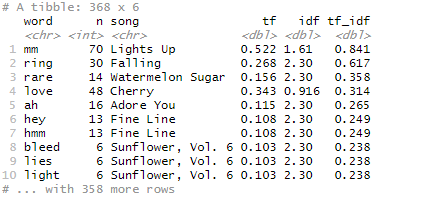 # A tibble: 368 x 6
word n song tf idf tf_idf
<chr> <int> <chr> <dbl> <dbl> <dbl>
1 mm 70 Lights Up 0.522 1.61 0.841
2 ring 30 Falling 0.268 2.30 0.617
3 rare 14 Watermelon Sugar 0.156 2.30 0.358
4 love 48 Cherry 0.343 0.916 0.314
5 ah 16 Adore You 0.115 2.30 0.265
6 hey 13 Fine Line 0.108 2.30 0.249
7 hmm 13 Fine Line 0.108 2.30 0.249
8 bleed 6 Sunflower, Vol. 6 0.103 2.30 0.238
9 lies 6 Sunflower, Vol. 6 0.103 2.30 0.238
10 light 6 Sunflower, Vol. 6 0.103 2.30 0.238
# ... with 358 more rows